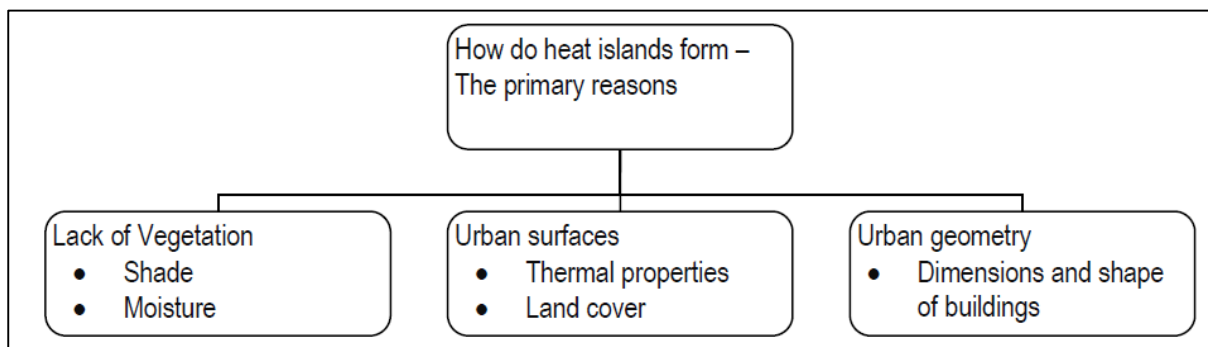 How do heat islands form –
The primary reasons
Lack of Vegetation
● Shade
● Moisture
Urban surfaces
● Thermal properties
● Land cover
Urban geometry
● Dimensions and shape
of buildings